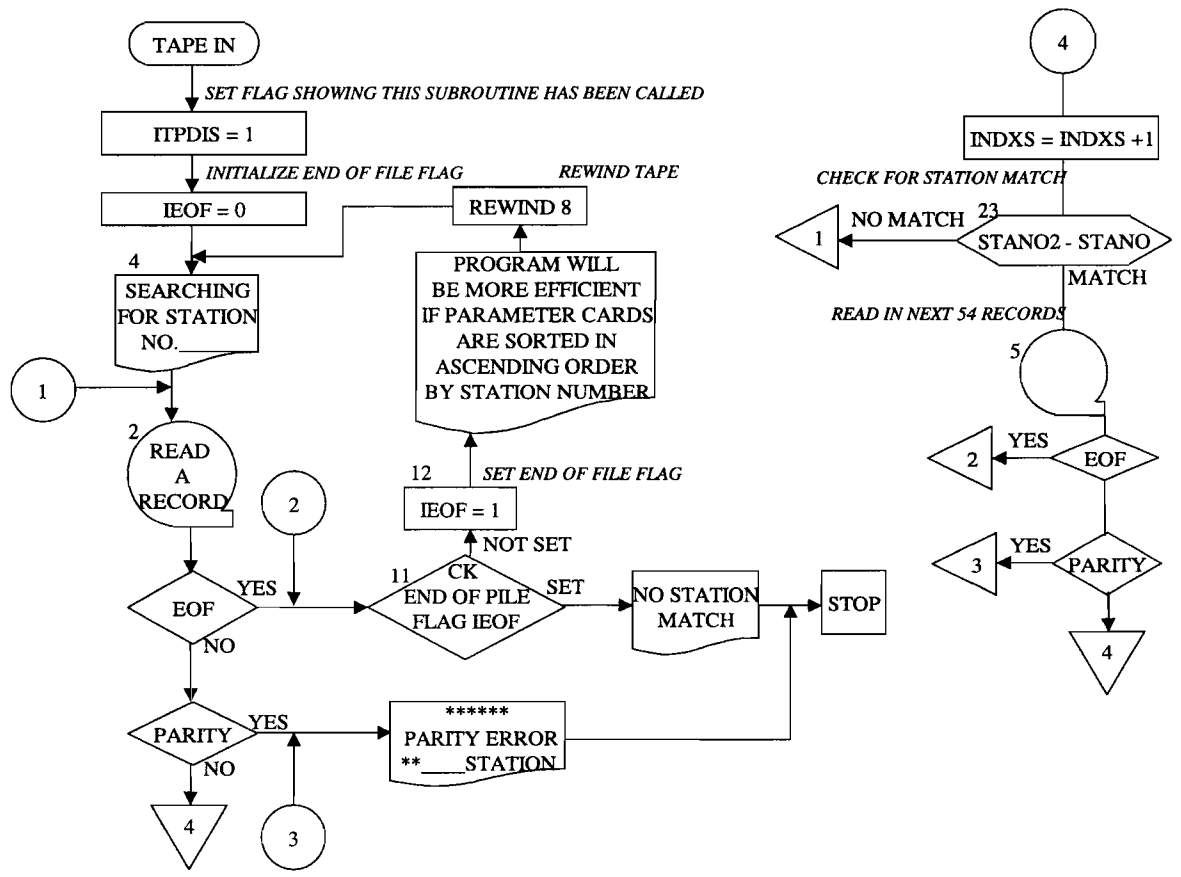 TAPE IN
SET FLAG SHOWING THIS SUBROUTINE HAS BEEN CALLED
ITPDIS = 1
INITIALIZE END OF FILE FLAG
IEOF = 0
REWIND TAPE
REWIND 8
4
SEARCHING
FOR STATION
NO.______
PROGRAM WILL
BE MORE EFFICIENT
IF PARAMETER CARDS
ARE SORTED IN
ASCENDING ORDER
BY STATION NUMBER
1
2
READ
A
RECORD
2
12
SET END OF FILE FLAG
IEOF = 1
NOT SET
EOF
YES
NO
11
CK
END OF PILE
FLAG IEOF
SET
NO STATION
MATCH
STOP
PARITY
YES
NO
******
PARITY ERROR
**____STATION
4
3
4
INDXS = INDXS +1
CHECK FOR STATION MATCH
23
NO MATCH
1
STANO2 - STANO
MATCH
READ IN NEXT 54 RECORDS
5
YES
2
EOF
YES
3
PARITY
4